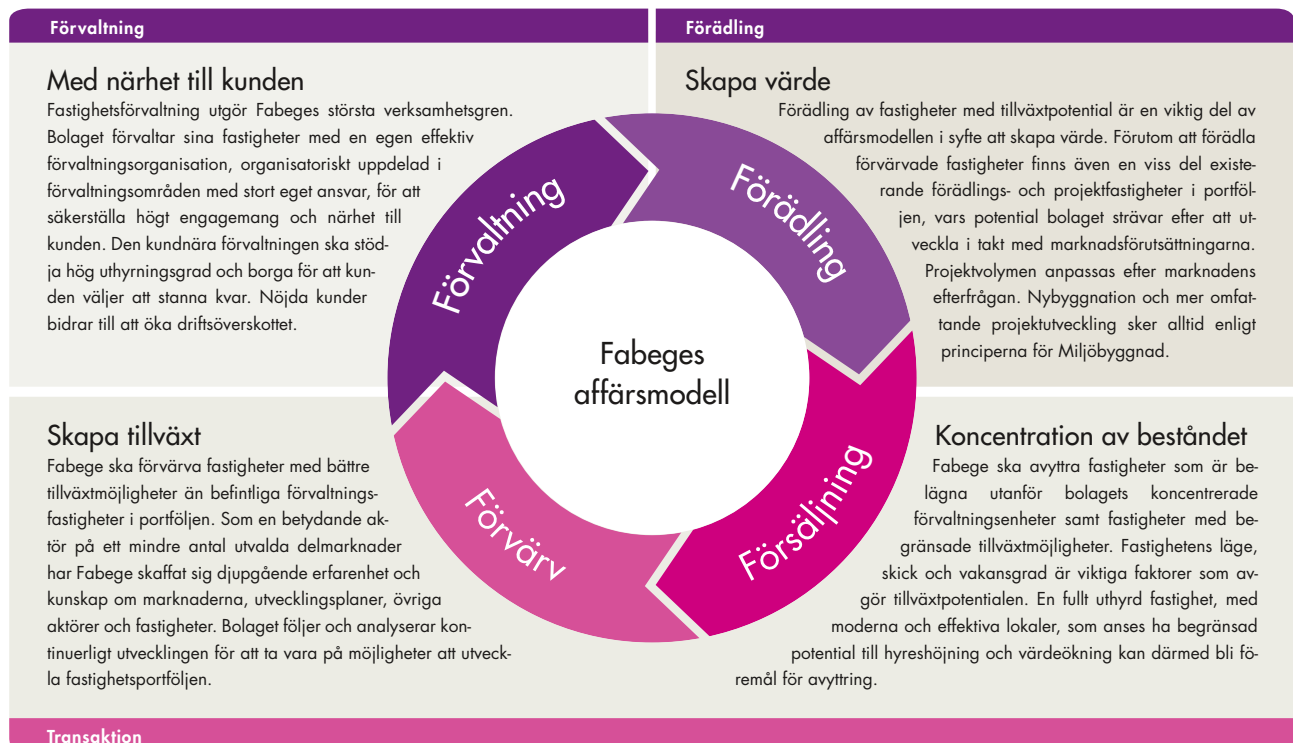 Förvaltning
Med närhet till kunden
Fastighetsförvaltning utgör Fabeges största verksamhetsgren.
Bolaget förvaltar sina fastigheter med en egen effektiv
förvaltningsorganisation, organisatoriskt uppdelad i
förvaltningsområden med stort eget ansvar, för att
säkerställa högt engagemang och närhet till
kunden. Den kundnära förvaltningen ska stöd-
ja hög uthyrningsgrad och borga för att kun-
den väljer att stanna kvar. Nöjda kunder
bidrar till att öka driftsöverskottet.
Förädling
Skapa värde
Förädling av fastigheter med tillväxtpotential är en viktig del av
affärsmodellen i syfte att skapa värde. Förutom att förädla
förvärvade fastigheter finns även en viss del existe-
rande förädlings- och projektfastigheter i portföl-
jen, vars potential bolaget strävar efter att ut-
veckla i takt med marknadsförutsättningarna.
Projektvolymen anpassas efter marknadens
efterfrågan. Nybyggnation och mer omfat-
tande projektutveckling sker alltid enligt
principerna för Miljöbyggnad.
Förvaltning
Förädling
Fabeges
affärsmodell
Förvärv
Försäljning
Skapa tillväxt
Fabege ska förvärva fastigheter med bättre
tillväxtmöjligheter än befintliga förvaltnings-
fastigheter i portföljen. Som en betydande ak-
tör på ett mindre antal utvalda delmarknader
har Fabege skaffat sig djupgående erfarenhet och
kunskap om marknaderna, utvecklingsplaner, övriga
aktörer och fastigheter. Bolaget följer och analyserar kon-
tinuerligt utvecklingen för att ta vara på möjligheter att utveck-
la fastighetsportföljen.
Koncentration av beståndet
Fabege ska avyttra fastigheter som är be-
lägna utanför bolagets koncentrerade
förvaltningsenheter samt fastigheter med be-
gränsade tillväxtmöjligheter. Fastighetens läge,
skick och vakansgrad är viktiga faktorer som av-
gör tillväxtpotentialen. En fullt uthyrd fastighet, med
moderna och effektiva lokaler, som anses ha begränsad
potential till hyreshöjning och värdeökning kan därmed bli fö-
remål för avyttring.
Transaktion